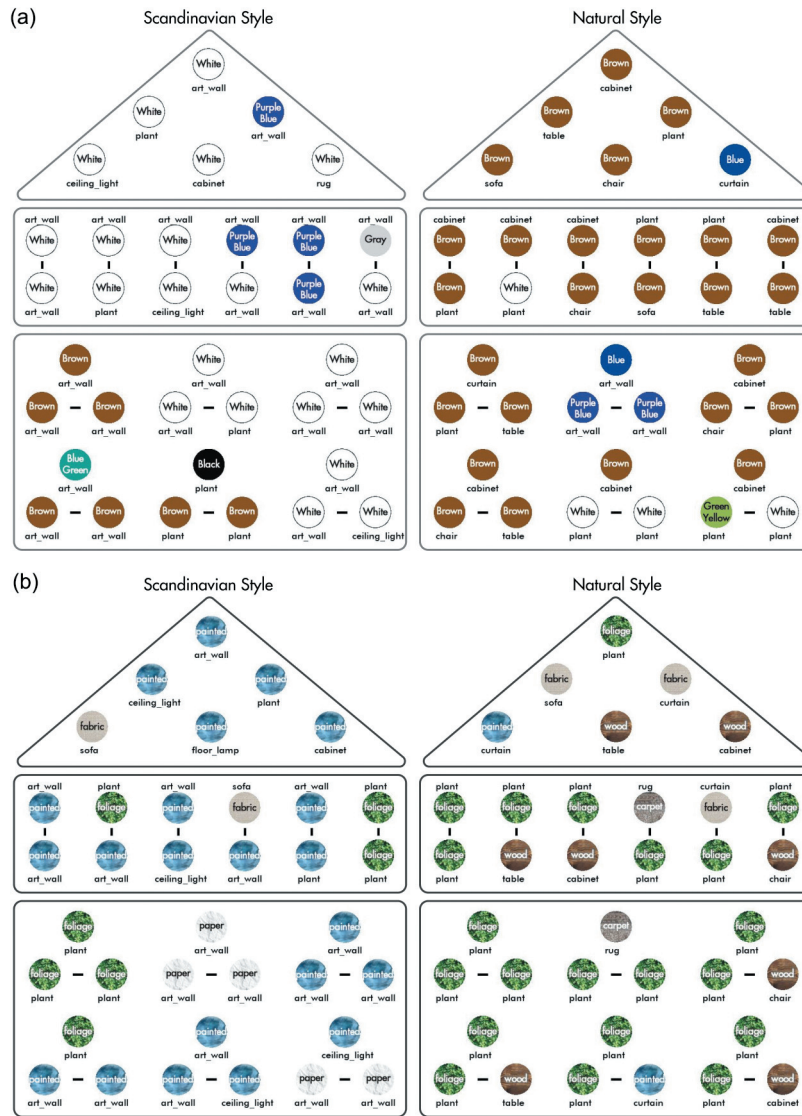 (a)
Scandinavian Style
White
art_wall
White
Purple
Blue
plant
art_wall
White
White
White
ceiling_light
cabinet
rug
art_wall
art_wall
art_wall
art_wall
art_wall
art_wall
White
White
White
Purple
Blue
Purple
Blue
Gray
White
White
White
White
Purple
Blue
White
art_wall
plant
ceiling_light
art_wall
art_wall
art_wall
Brown
White
White
art_wall
art_wall
art_wall
Brown
Brown
White
White
White
White
art_wall
art_wall
art_wall
plant
art_wall
art_wall
Blue
Green
Black
White
art_wall
plant
art_wall
Brown
Brown
Brown
Brown
White
White
art_wall
art_wall
plant
plant
art_wall
ceiling_light
Natural Style
Brown
cabinet
Brown
Brown
table
plant
Brown
Brown
Blue
sofa
chair
curtain
cabinet
cabinet
cabinet
plant
plant
cabinet
Brown
Brown
Brown
Brown
Brown
Brown
Brown
White
Brown
Brown
Brown
Brown
plant
plant
chair
sofa
table
table
Brown
Blue
Brown
curtain
art_wall
cabinet
Brown
Brown
Purple
Blue
Purple
Blue
Brown
Brown
plant
table
art_wall
art_wall
chair
plant
Brown
Brown
Brown
cabinet
cabinet
cabinet
Brown
Brown
White
White
Green
Yellow
White
chair
table
plant
plant
plant
plant
(b)
Scandinavian Style
painted
art_wall
painted
painted
ceiling_light
plant
fabric
painted
painted
sofa
floor_lamp
cabinet
art_wall
plant
art_wall
sofa
art_wall
plant
painted
foliage
painted
fabric
painted
foliage
painted
painted
painted
painted
painted
foliage
art_wall
art_wall
ceiling_light
art_wall
plant
plant
foliage
paper
painted
plant
art_wall
art_wall
foliage
foliage
paper
paper
painted
painted
plant
plant
art_wall
art_wall
art_wall
art_wall
foliage
painted
painted
plant
art_wall
ceiling_light
painted
painted
painted
painted
paper
paper
art_wall
art_wall
art_wall
ceiling_light
art_wall
art_wall
Natural Style
foliage
plant
fabric
fabric
sofa
curtain
painted
wood
wood
curtain
table
cabinet
plant
plant
plant
rug
curtain
plant
foliage
foliage
foliage
carpet
fabric
foliage
foliage
wood
wood
foliage
foliage
wood
plant
table
cabinet
plant
plant
chair
foliage
carpet
foliage
plant
rug
plant
foliage
foliage
foliage
foliage
foliage
wood
plant
plant
plant
plant
plant
chair
foliage
foliage
foliage
plant
plant
plant
foliage
wood
foliage
painted
foliage
wood
plant
table
plant
curtain
plant
cabinet